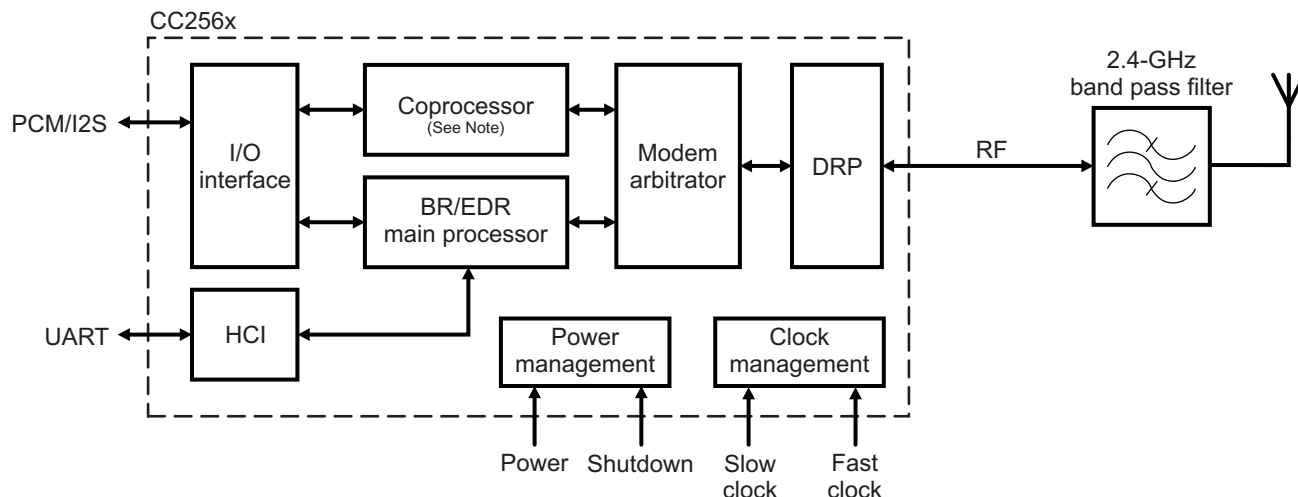 CC256x
2.4-GHz
band pass filter
PCM/I2S
I/O
interface
Coprocessor
(See Note)
BR/EDR
main processor
Modem
arbitrator
DRP
RF
UART
HCI
Power
management
Clock
management
Power
Shutdown
Slow
clock
Fast
clock